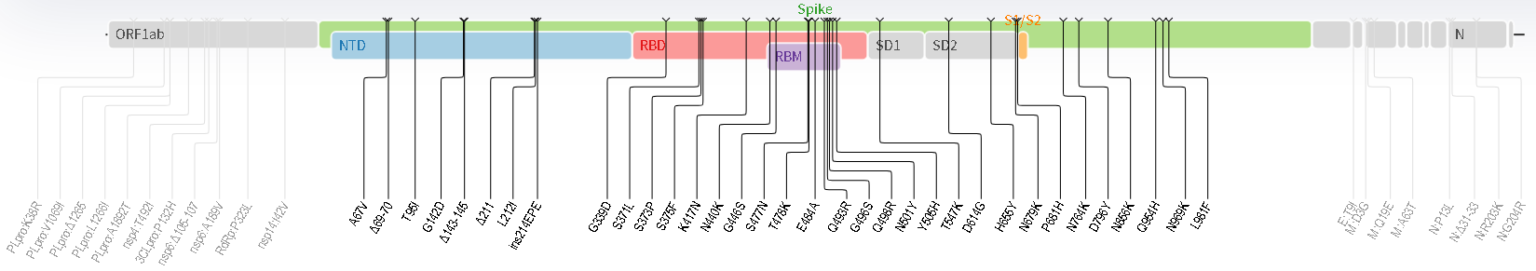 Spike
S1/S2
ORF1ab
NTD
RBD
RBM
SD1
SD2
N
PLpro:K38R
PLpro:V1069I
PLpro:Δ1265
PLpro:L1266I
PLpro:A1892T
nsp4:T492I
3CLpro:P132H
nsp6:Δ105-107
nsp6:A189V
RdRp:P323L
nsp14:I42V
A67V
Δ69-70
T95I
G142D
Δ143-145
Δ211
L212I
ins214EPE
G339D
S371L
S373P
S375F
K417N
N440K
G446S
S477N
T478K
E484A
Q493R
G496S
Q498R
N501Y
Y505H
T547K
D614G
H655Y
N679K
P681H
N764K
D796Y
N856K
Q954H
N969K
L981F
E:T9I
M:D3G
M:Q19E
M:A63T
N:P13L
N:Δ31-33
N:R203K
N:G204R